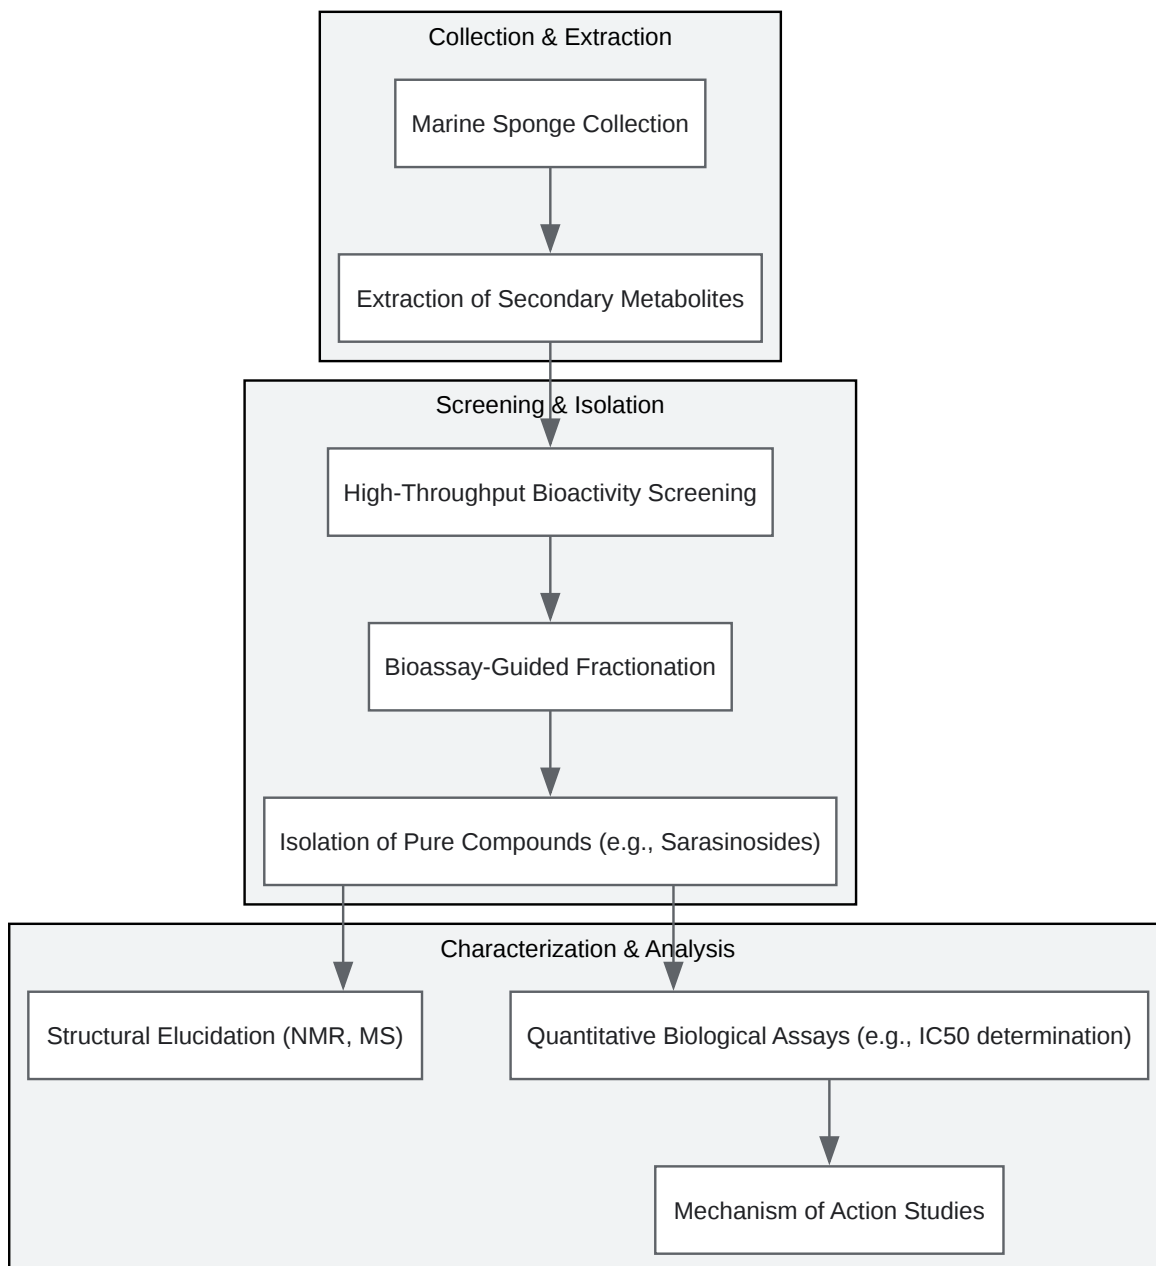 Collection & Extraction
Marine Sponge Collection
Extraction of Secondary Metabolites
Screening & Isolation
High-Throughput Bioactivity Screening
Bioassay-Guided Fractionation
Isolation of Pure Compounds (e.g., Sarasinosides)
Characterization & Analysis
Structural Elucidation (NMR, MS)
Quantitative Biological Assays (e.g., IC50 determination)
Mechanism of Action Studies